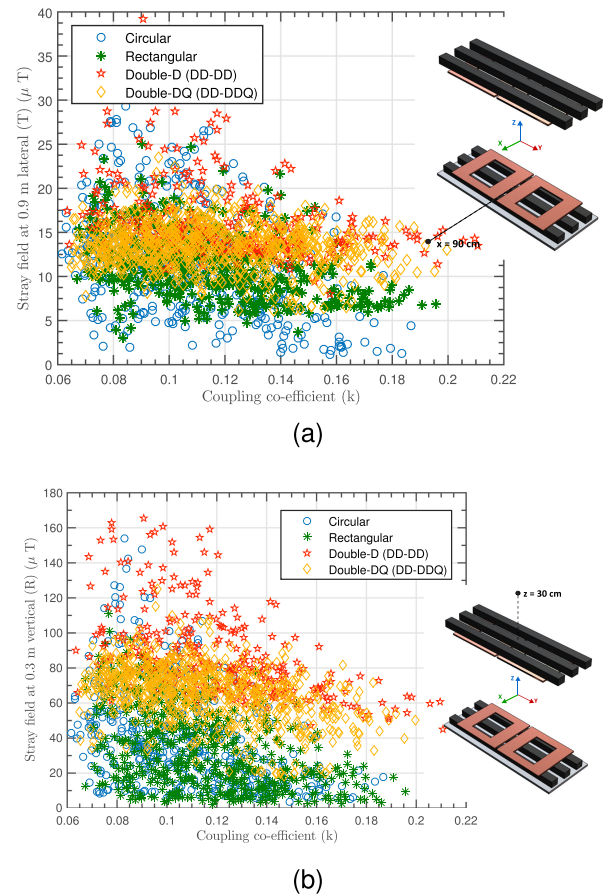 40
35
30
25
20
15
10
5
0
Stray field at 0.9 m lateral (T) (μ T)
Circular
Rectangular
Double-D (DD-DD)
Double-DQ (DD-DDQ)
0.06 0.08 0.1 0.12 0.14 0.16 0.18 0.2 0.22
Coupling co-efficient (k)
Z
X
Y
x = 90 cm
(a)
180
160
140
120
100
80
60
40
20
0
Stray field at 0.3 m vertical (R) (μ T)
Circular
Rectangular
Double-D (DD-DD)
Double-DQ (DD-DDQ)
0.06 0.08 0.1 0.12 0.14 0.16 0.18 0.2 0.22
Coupling co-efficient (k)
z = 30 cm
Z
X
Y
(b)